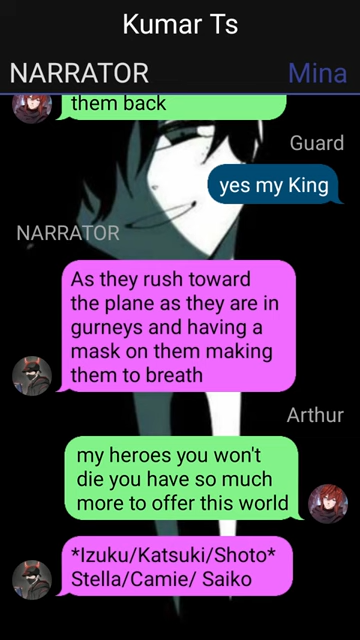 Kumar Ts
NARRATOR
Mina
them back
Guard
yes my King
NARRATOR
As they rush toward
the plane as they are in
gurneys and having a
mask on them making
them to breath
Arthur
my heroes you won't
die you have so much
more to offer this world
*Izuku/Katsuki/Shoto*
Stella/Camie/ Saiko